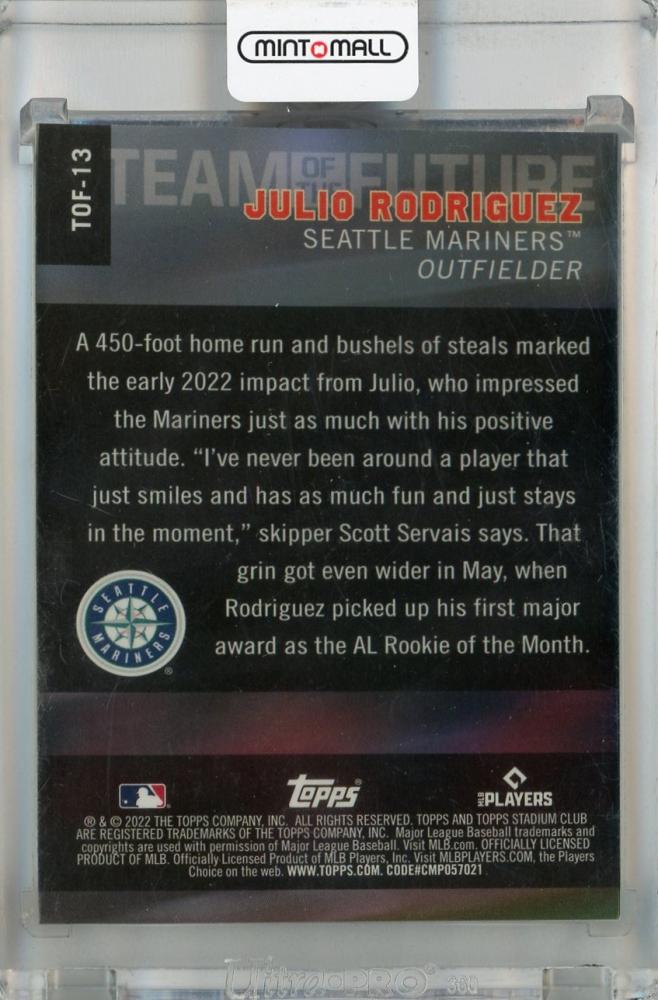 MINTMALL
TOF-13
TEAM OF THE FUTURE
JULIO RODRIGUEZ
SEATTLE MARINERS™
OUTFIELDER
A 450-foot home run and bushels of steals marked
the early 2022 impact from Julio, who impressed
the Mariners just as much with his positive
attitude. “I’ve never been around a player that
just smiles and has as much fun and just stays
in the moment,” skipper Scott Servais says. That
grin got even wider in May, when
Rodriguez picked up his first major
award as the AL Rookie of the Month.
SEATTLE
MARINERS
®
Topps®
MLB PLAYERS
® & © 2022 THE TOPPS COMPANY, INC. ALL RIGHTS RESERVED. TOPPS AND TOPPS STADIUM CLUB
ARE REGISTERED TRADEMARKS OF THE TOPPS COMPANY, INC. Major League Baseball trademarks and
copyrights are used with permission of Major League Baseball. Visit MLB.com. OFFICIALLY LICENSED
PRODUCT OF MLB. Officially Licensed Product of MLB Players, Inc. Visit MLBPLAYERS.COM, the Players
Choice on the web. WWW.TOPPS.COM. CODE#CMP057021
Ultra·PRO®